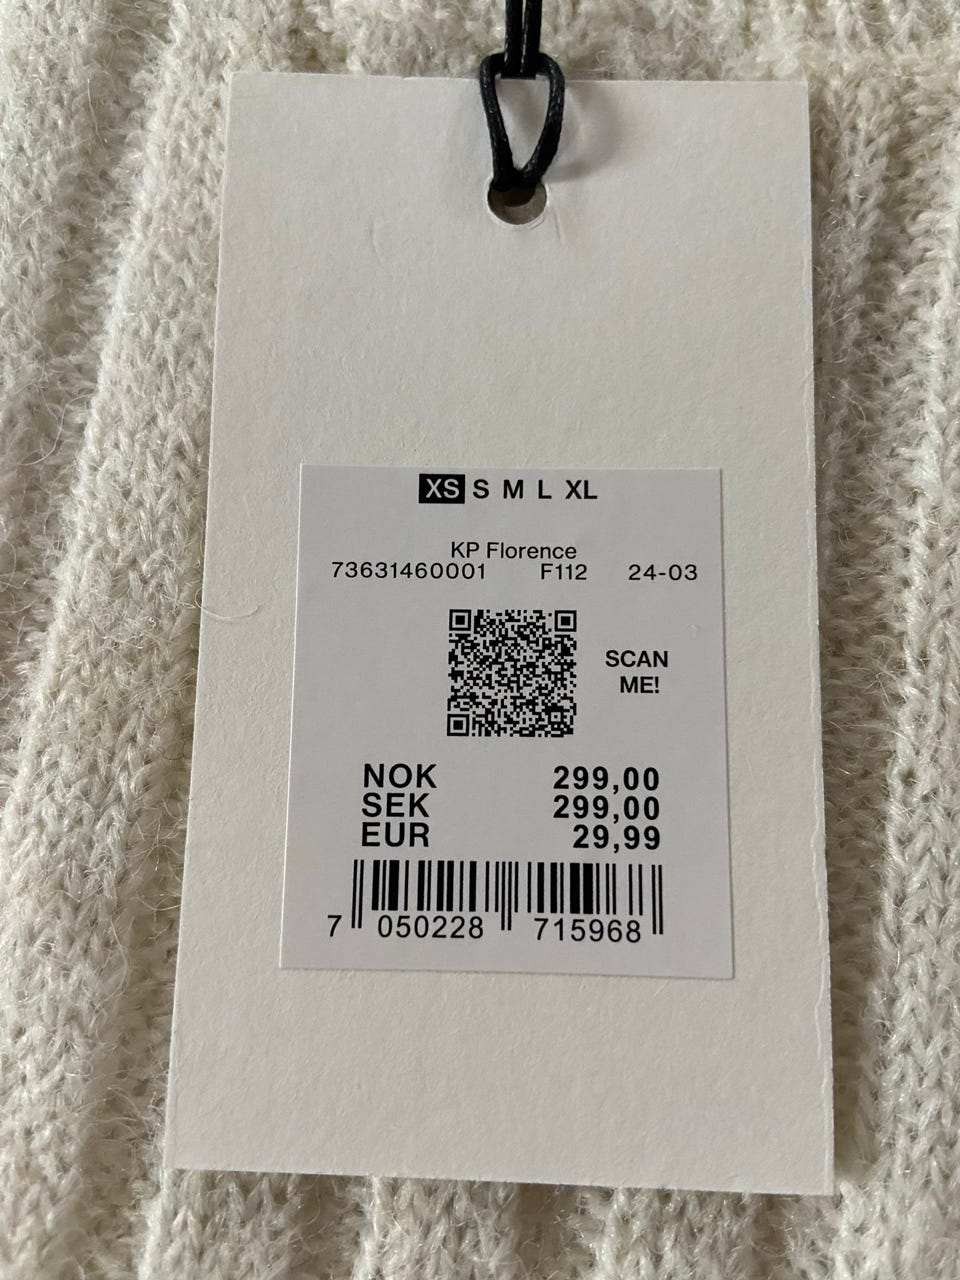 XS S M L XL
KP Florence
73631460001 F112 24-03
SCAN
ME!
NOK 299,00
SEK 299,00
EUR 29,99
7 050228 715968